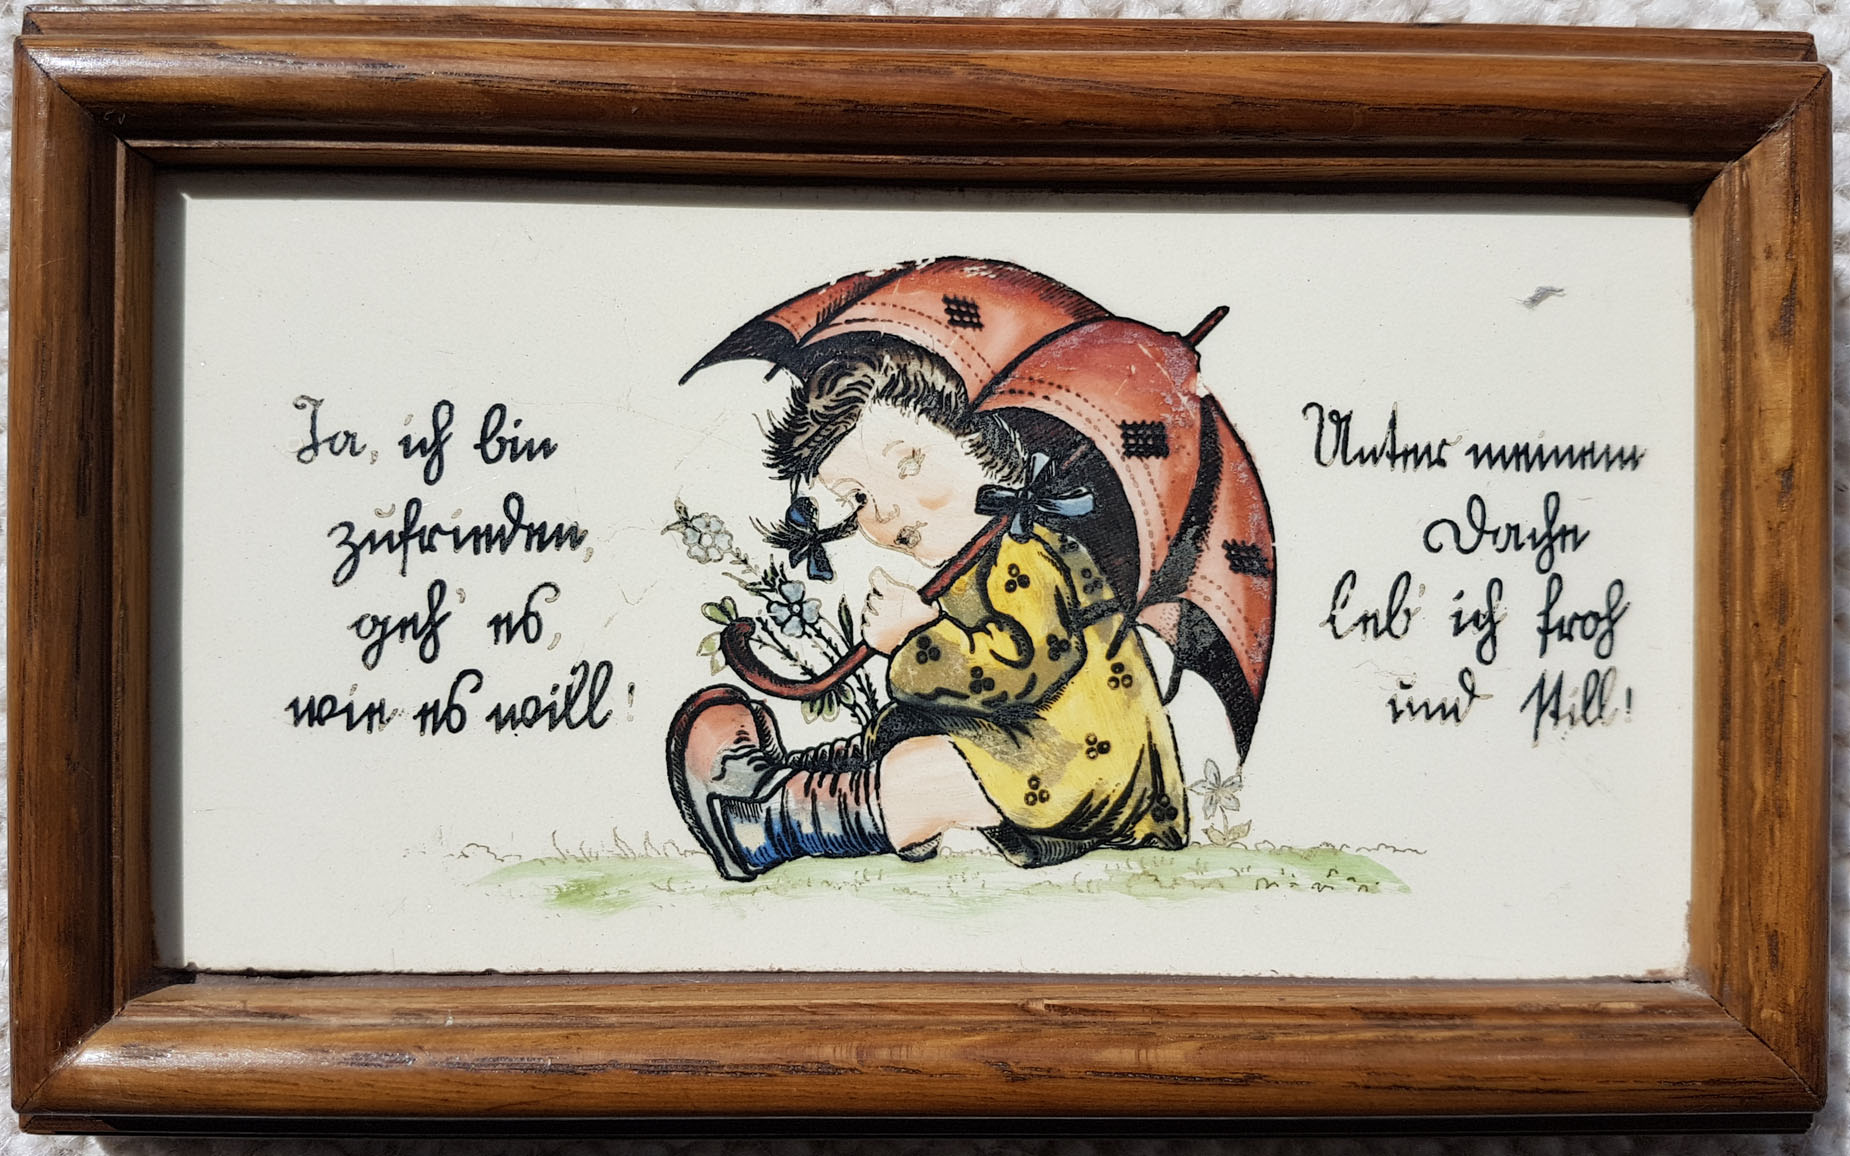 Ja, ich bin
zufrieden,
geh' es,
wie es will!
Unter meinem
Dache
leb' ich froh
und still!